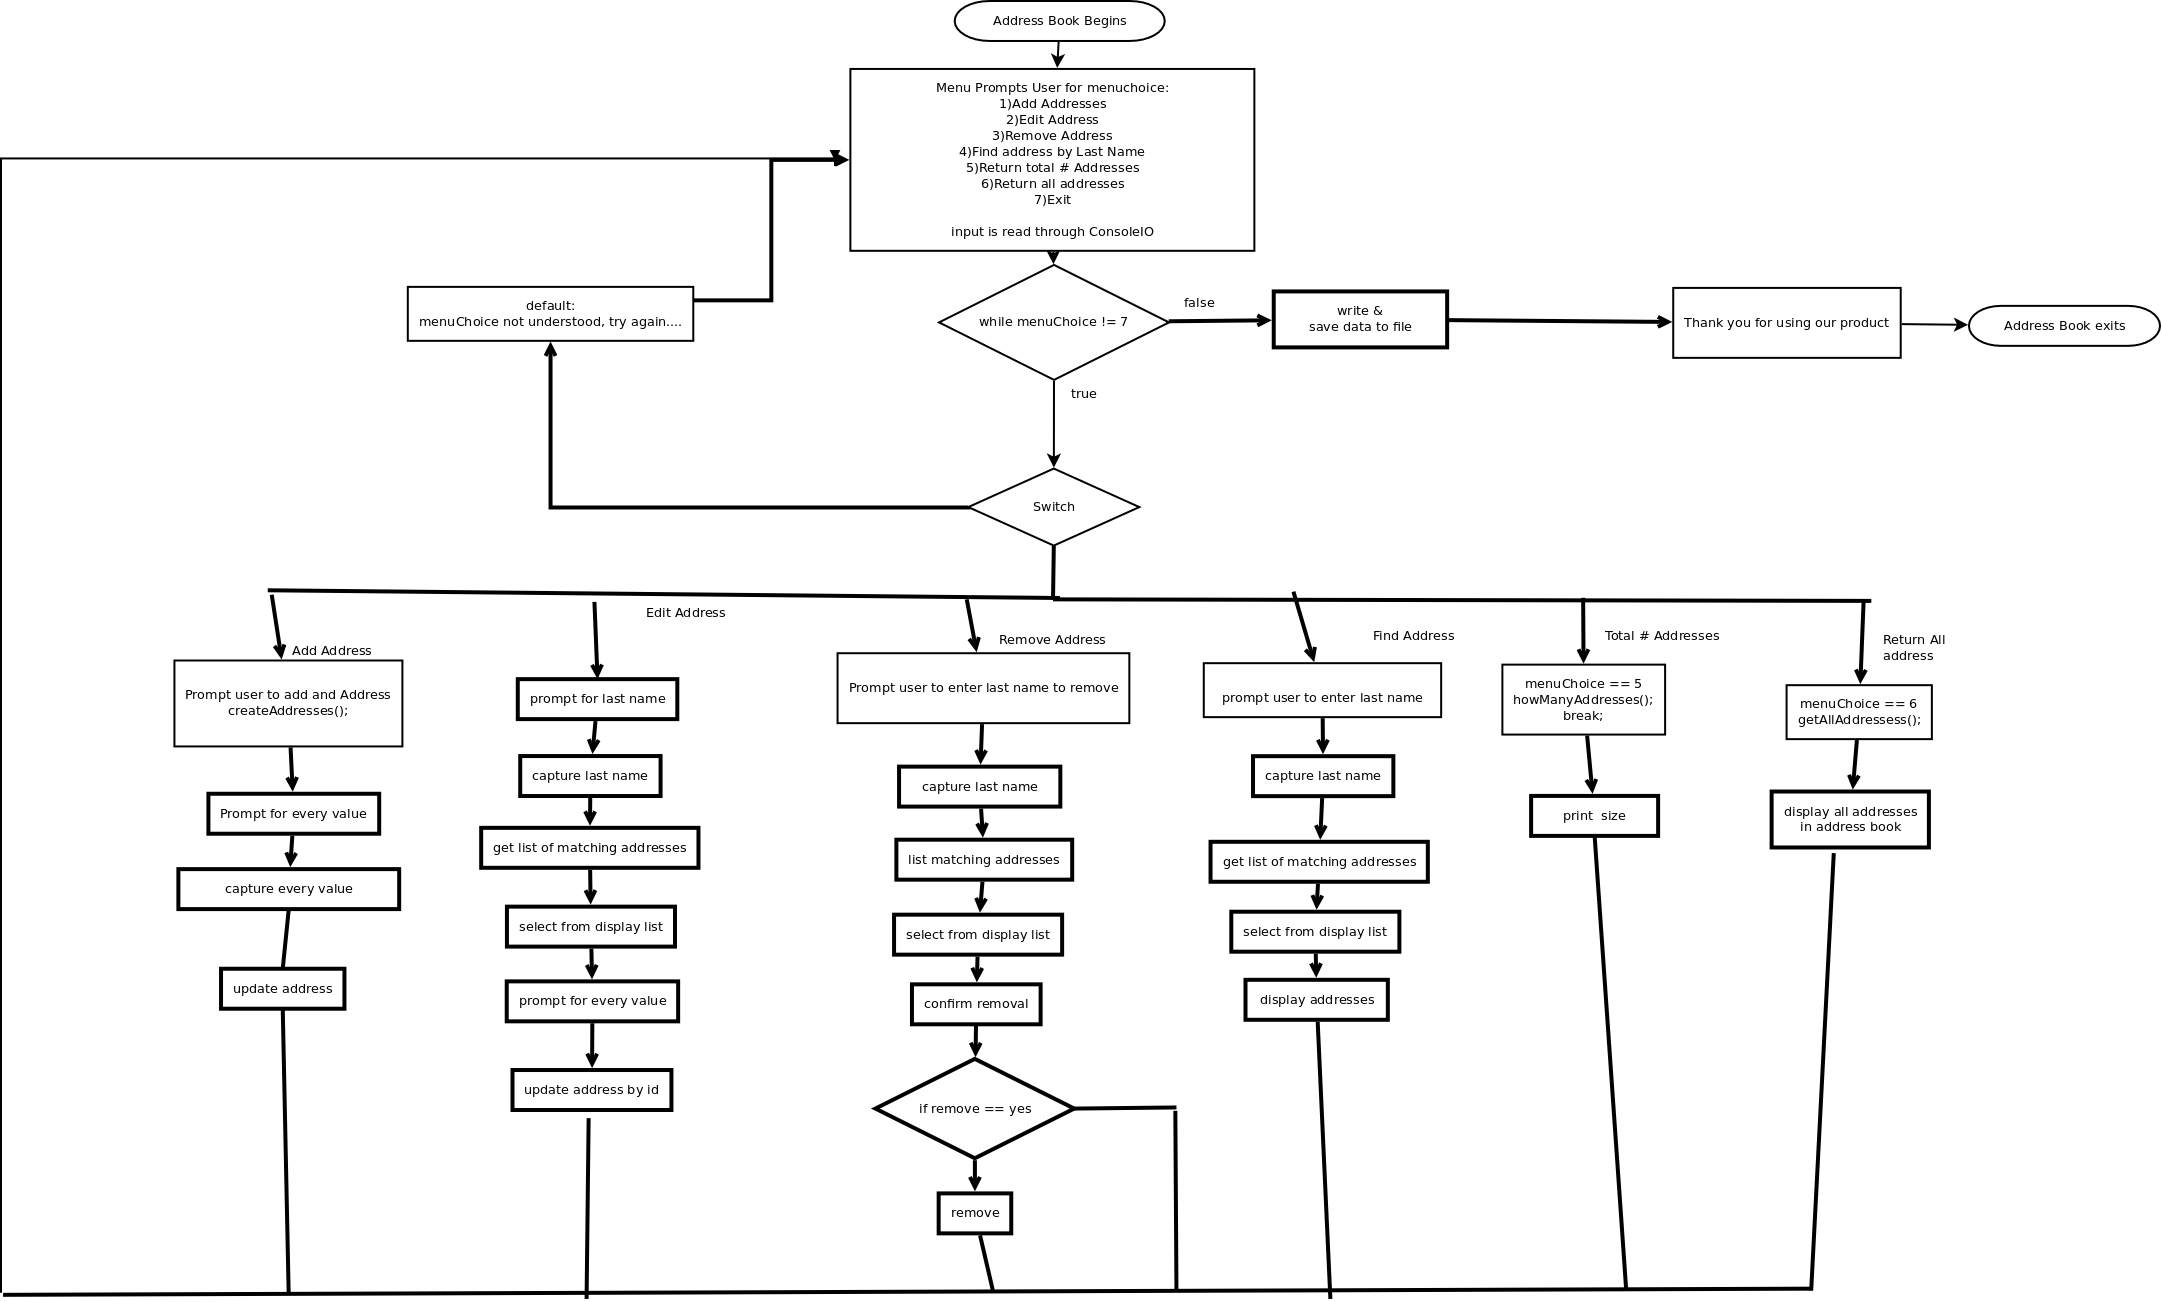 Address Book Begins
Menu Prompts User for menuchoice:
1)Add Addresses
2)Edit Address
3)Remove Address
4)Find address by Last Name
5)Return total # Addresses
6)Return all addresses
7)Exit
input is read through ConsoleIO
default:
menuChoice not understood, try again....
while menuChoice != 7
false
write &
save data to file
Thank you for using our product
Address Book exits
true
Switch
Add Address
Prompt user to add and Address
createAddresses();
Prompt for every value
capture every value
update address
Edit Address
prompt for last name
capture last name
get list of matching addresses
select from display list
prompt for every value
update address by id
Remove Address
Prompt user to enter last name to remove
capture last name
list matching addresses
select from display list
confirm removal
if remove == yes
remove
Find Address
prompt user to enter last name
capture last name
get list of matching addresses
select from display list
display addresses
Total # Addresses
menuChoice == 5
howManyAddresses();
break;
print  size
Return All
address
menuChoice == 6
getAllAddressess();
display all addresses
in address book